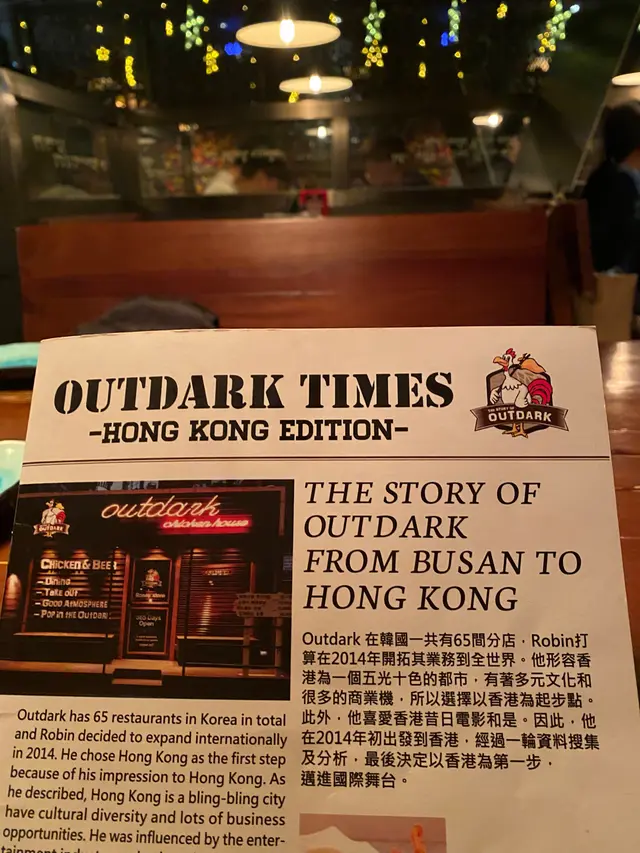 OUTDARK TIMES
-HONG KONG EDITION-
THE STORY OF
OUTDARK
outdark
chicken house
OUTDARK
CHICKEN & BEER
- Dining
- Take out
- Good Atmosphere
- Pop in the Outdark
365 Days
Open
THE STORY OF
OUTDARK
FROM BUSAN TO
HONG KONG
Outdark 在韓國一共有65間分店，Robin打
算在2014年開拓其業務到全世界。他形容香
港為一個五光十色的都市，有著多元文化和
很多的商業機，所以選擇以香港為起步點。
此外，他喜愛香港昔日電影和是。因此，他
在2014年初出發到香港，經過一輪資料搜集
及分析，最後決定以香港為第一步，
邁進國際舞台。
Outdark has 65 restaurants in Korea in total
and Robin decided to expand internationally
in 2014. He chose Hong Kong as the first step
because of his impression to Hong Kong. As
he described, Hong Kong is a bling-bling city
have cultural diversity and lots of business
opportunities. He was influenced by the enter-